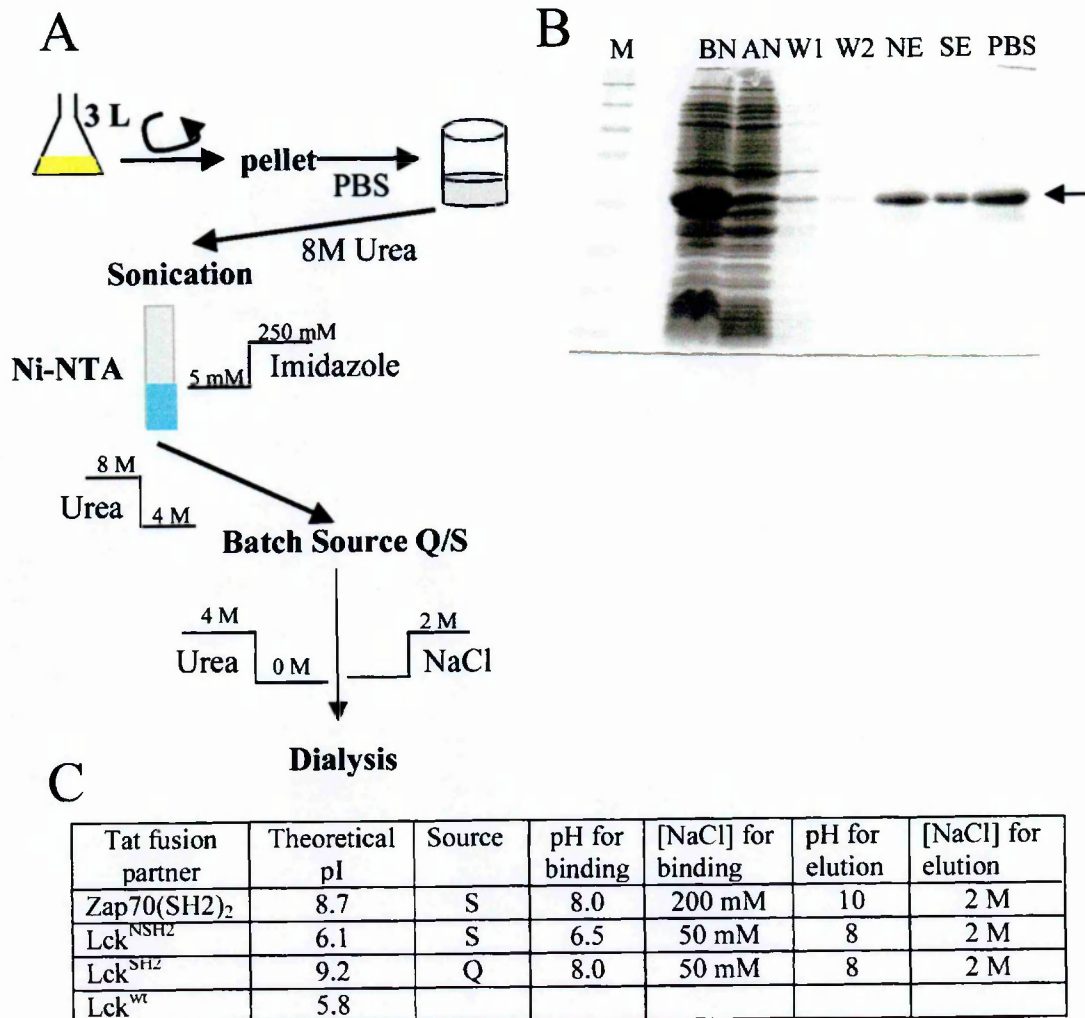 A
3 L
pellet
PBS
8M Urea
Sonication
Ni-NTA
250 mM
5 mM
Imidazole
8 M
Urea
4 M
Batch Source Q/S
4 M
Urea
0 M
2 M
NaCl
Dialysis
B
M BN AN W1 W2 NE SE PBS
C
Tat fusion partner | Theoretical pI | Source | pH for binding | [NaCl] for binding | pH for elution | [NaCl] for elution
Zap70(SH2)₂ | 8.7 | S | 8.0 | 200 mM | 10 | 2 M
Lck^NSH2 | 6.1 | S | 6.5 | 50 mM | 8 | 2 M
Lck^SH2 | 9.2 | Q | 8.0 | 50 mM | 8 | 2 M
Lck^wt | 5.8